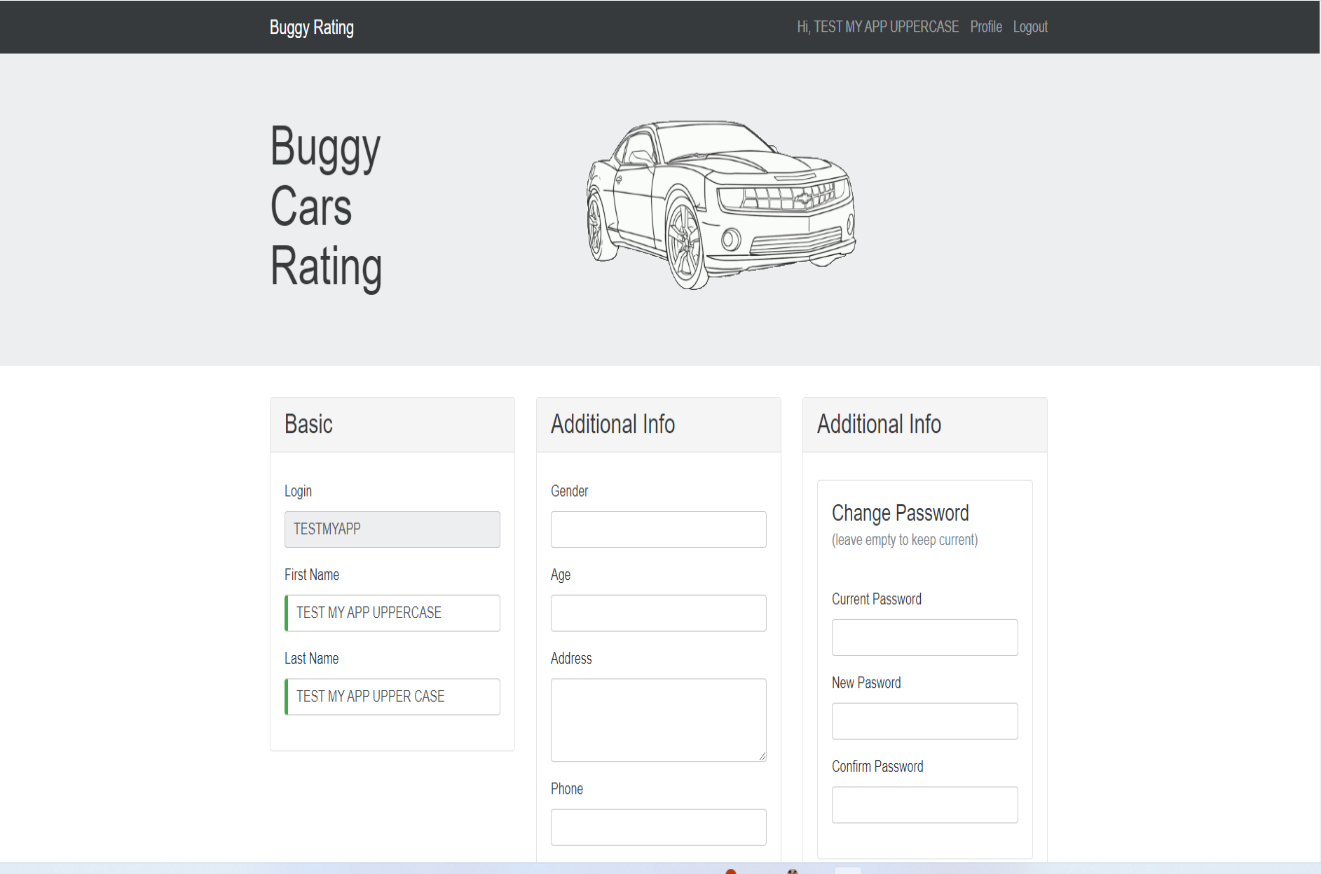 Buggy Rating
Hi, TEST MY APP UPPERCASE Profile Logout
Buggy
Cars
Rating
Basic
Login
TESTMYAPP
First Name
TEST MY APP UPPERCASE
Last Name
TEST MY APP UPPER CASE
Additional Info
Gender
Age
Address
Phone
Additional Info
Change Password
(leave empty to keep current)
Current Password
New Pasword
Confirm Password